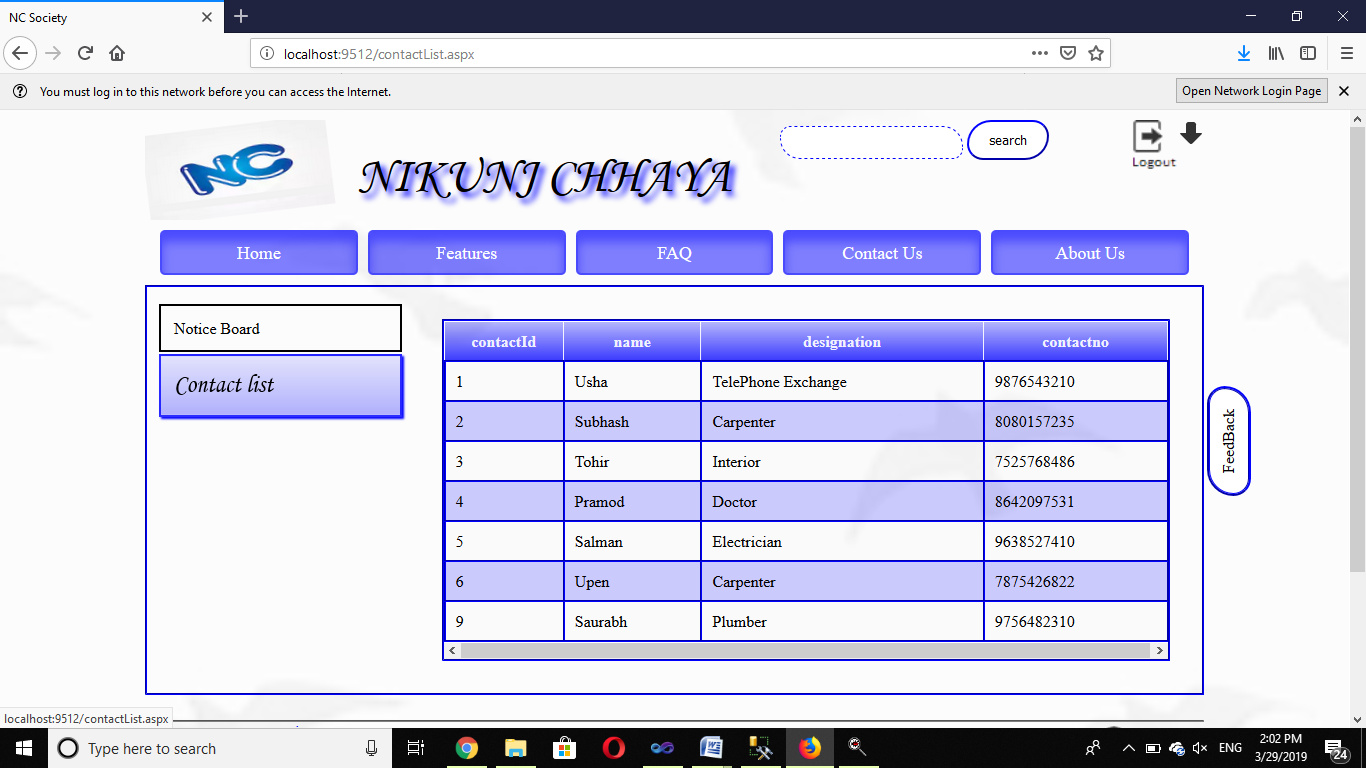 NC Society
localhost:9512/contactList.aspx
You must log in to this network before you can access the Internet.
Open Network Login Page
NC
NIKUNJ CHHAYA
search
Logout
Home Features FAQ Contact Us About Us
Notice Board
Contact list
contactId name designation contactno
1 Usha TelePhone Exchange 9876543210
2 Subhash Carpenter 8080157235
3 Tohir Interior 7525768486
4 Pramod Doctor 8642097531
5 Salman Electrician 9638527410
6 Upen Carpenter 7875426822
9 Saurabh Plumber 9756482310
FeedBack
localhost:9512/contactList.aspx
Type here to search
ENG
2:02 PM
3/29/2019
24